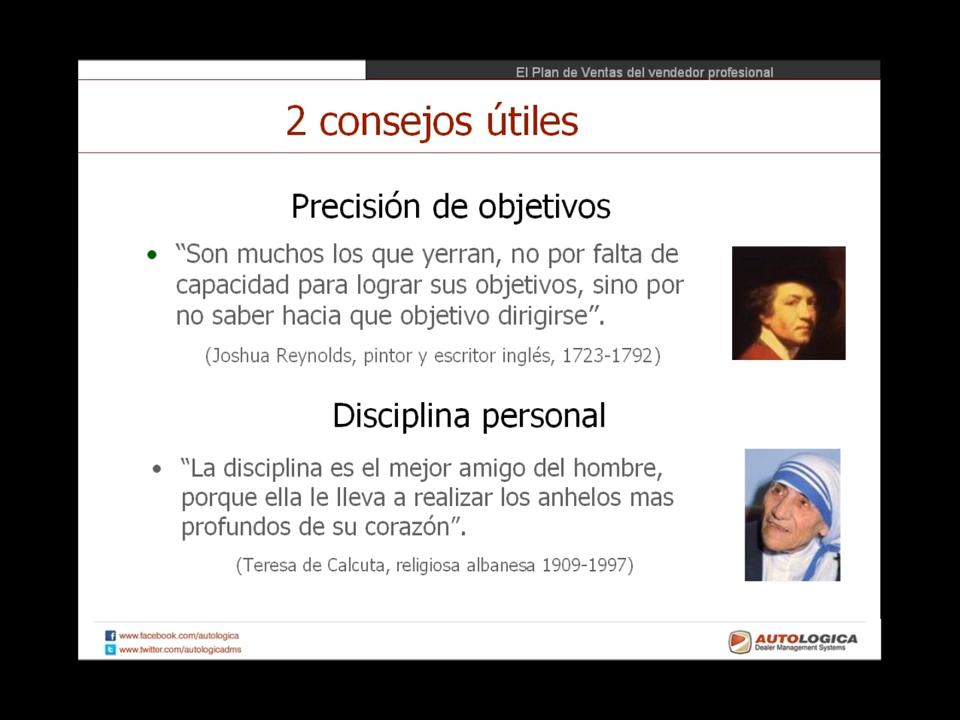 El Plan de Ventas del vendedor profesional
2 consejos útiles
Precisión de objetivos
• “Son muchos los que yerran, no por falta de
capacidad para lograr sus objetivos, sino por
no saber hacia que objetivo dirigirse”.
(Joshua Reynolds, pintor y escritor inglés, 1723-1792)
Disciplina personal
• “La disciplina es el mejor amigo del hombre,
porque ella le lleva a realizar los anhelos mas
profundos de su corazón”.
(Teresa de Calcuta, religiosa albanesa 1909-1997)
www.facebook.com/autologica
www.twitter.com/autologicadms
AUTOLOGICA
Dealer Management Systems